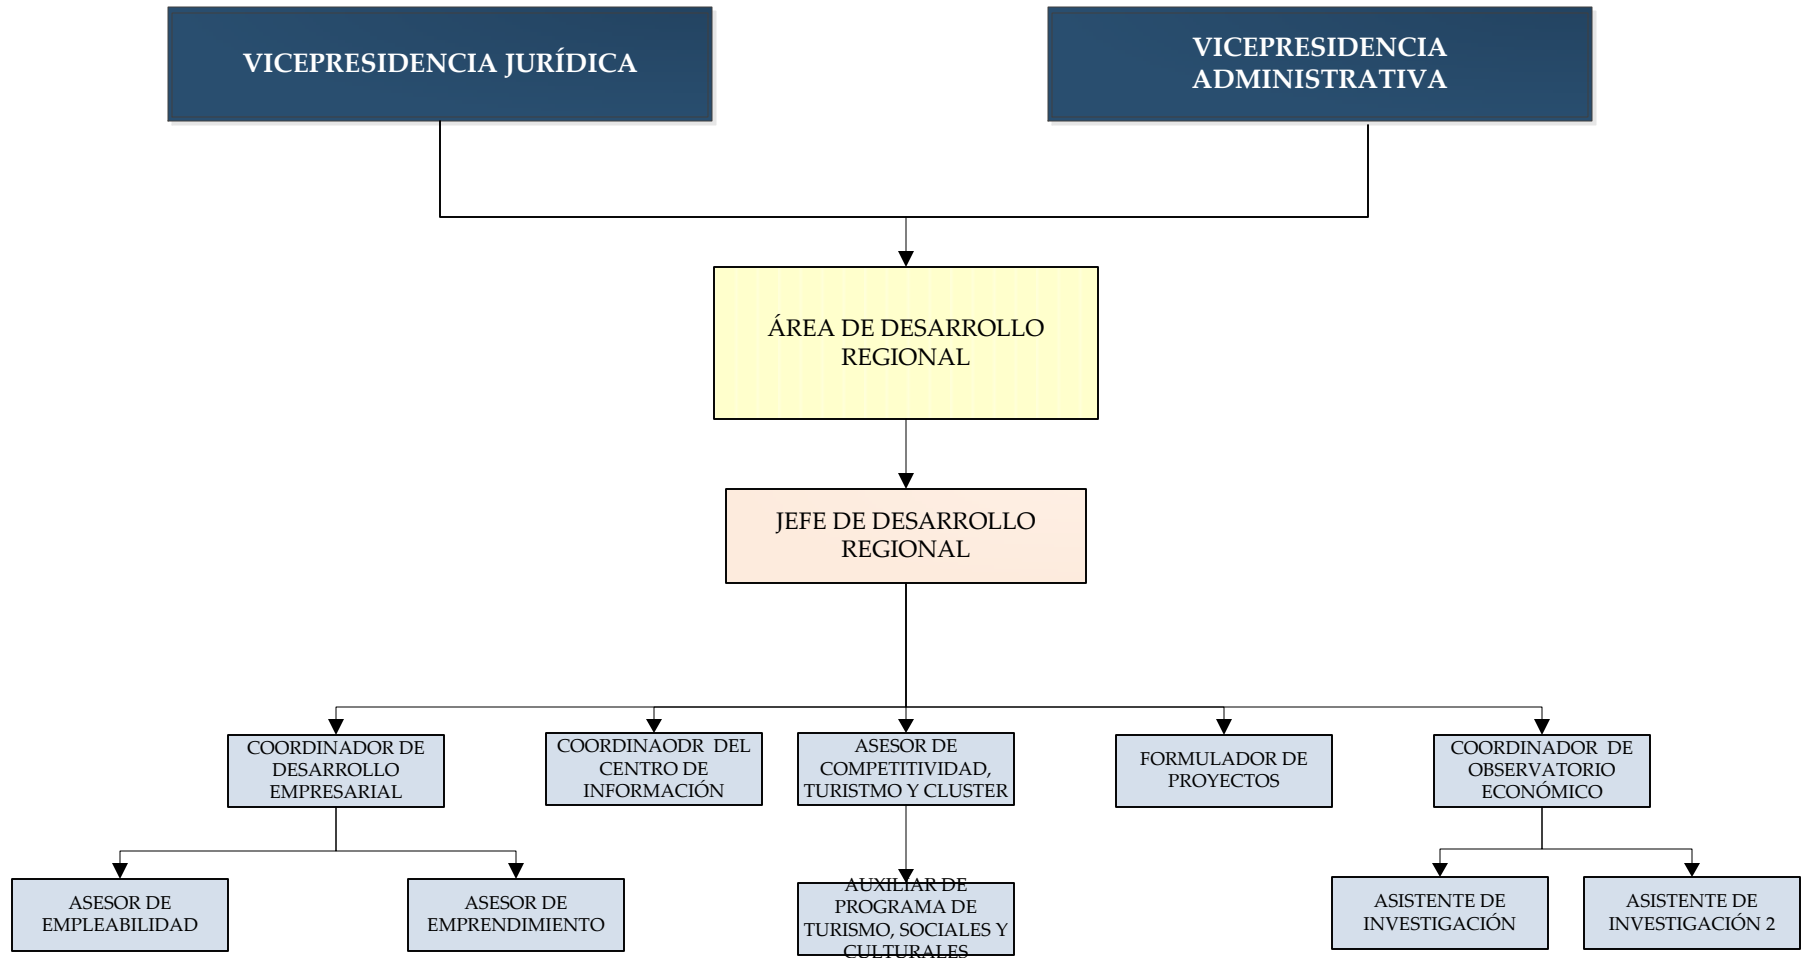 VICEPRESIDENCIA JURÍDICA
VICEPRESIDENCIA
ADMINISTRATIVA
ÁREA DE DESARROLLO
REGIONAL
JEFE DE DESARROLLO
REGIONAL
COORDINADOR DE
DESARROLLO
EMPRESARIAL
COORDINAODR DEL
CENTRO DE
INFORMACIÓN
ASESOR DE
COMPETITIVIDAD,
TURISTMO Y CLUSTER
FORMULADOR DE
PROYECTOS
COORDINADOR DE
OBSERVATORIO
ECONÓMICO
ASESOR DE
EMPLEABILIDAD
ASESOR DE
EMPRENDIMIENTO
AUXILIAR DE
PROGRAMA DE
TURISMO, SOCIALES Y
CULTURALES
ASISTENTE DE
INVESTIGACIÓN
ASISTENTE DE
INVESTIGACIÓN 2